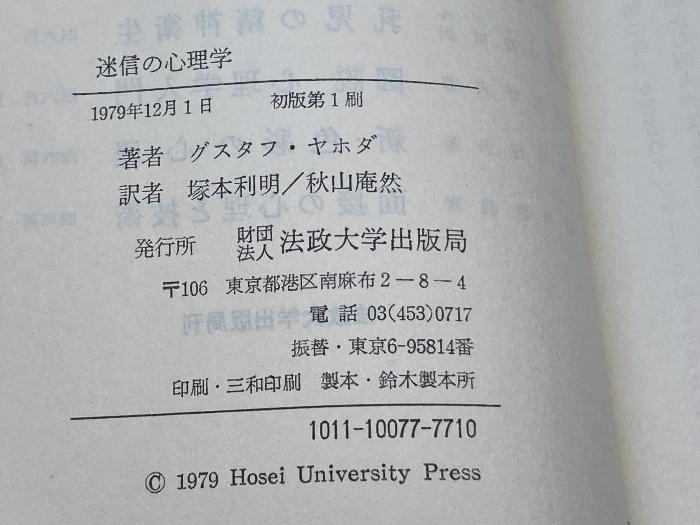 迷信の心理学
1979年12月1日　初版第1刷
著者　グスタフ・ヤホダ
訳者　塚本利明／秋山庵然
発行所　財団法人 法政大学出版局
〒106　東京都港区南麻布2－8－4
電話 03(453)0717
振替・東京6-95814番
印刷・三和印刷　製本・鈴木製本所
1011-10077-7710
© 1979 Hosei University Press